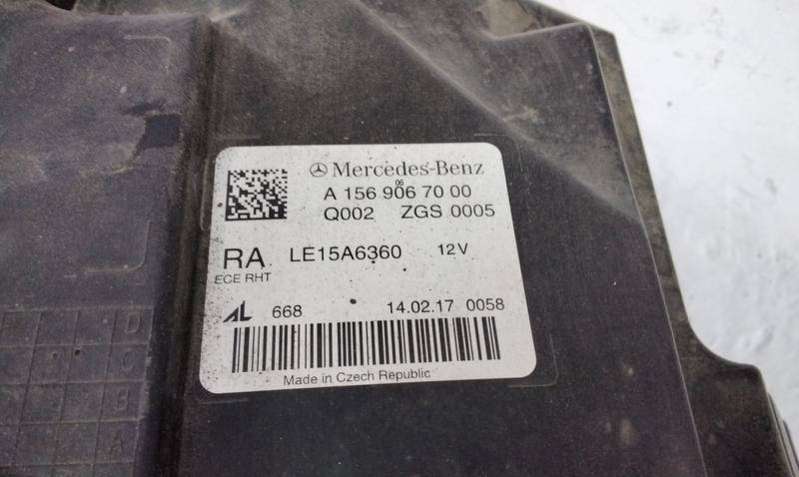 Mercedes-Benz
A 156 906 70 00
06
Q002 ZGS 0005
RA LE15A6360 12V
ECE RHT
AL 668 14.02.17 0058
Made in Czech Republic
D
C
B
A